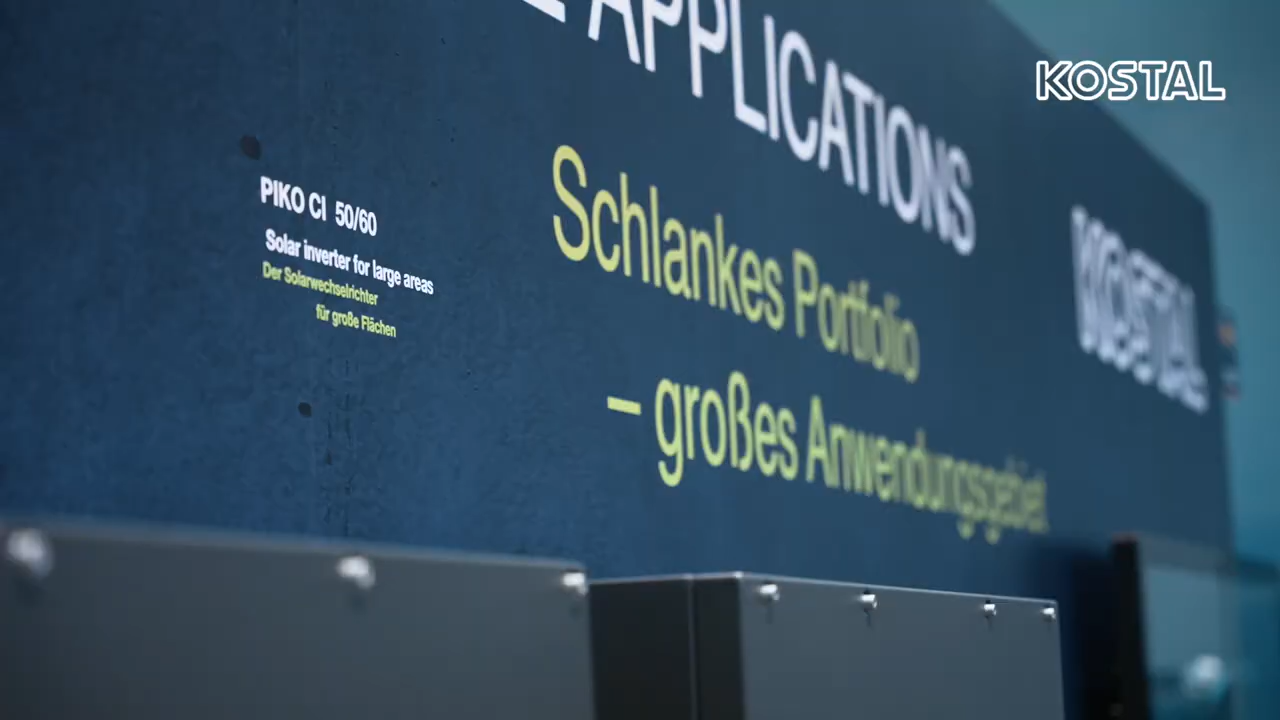 APPLICATIONS
KOSTAL
PIKO CI 50/60
Solar inverter for large areas
Der Solarwechselrichter
für große Flächen
Schlankes Portfolio
– großes Anwendungsgebiet
KOSTAL